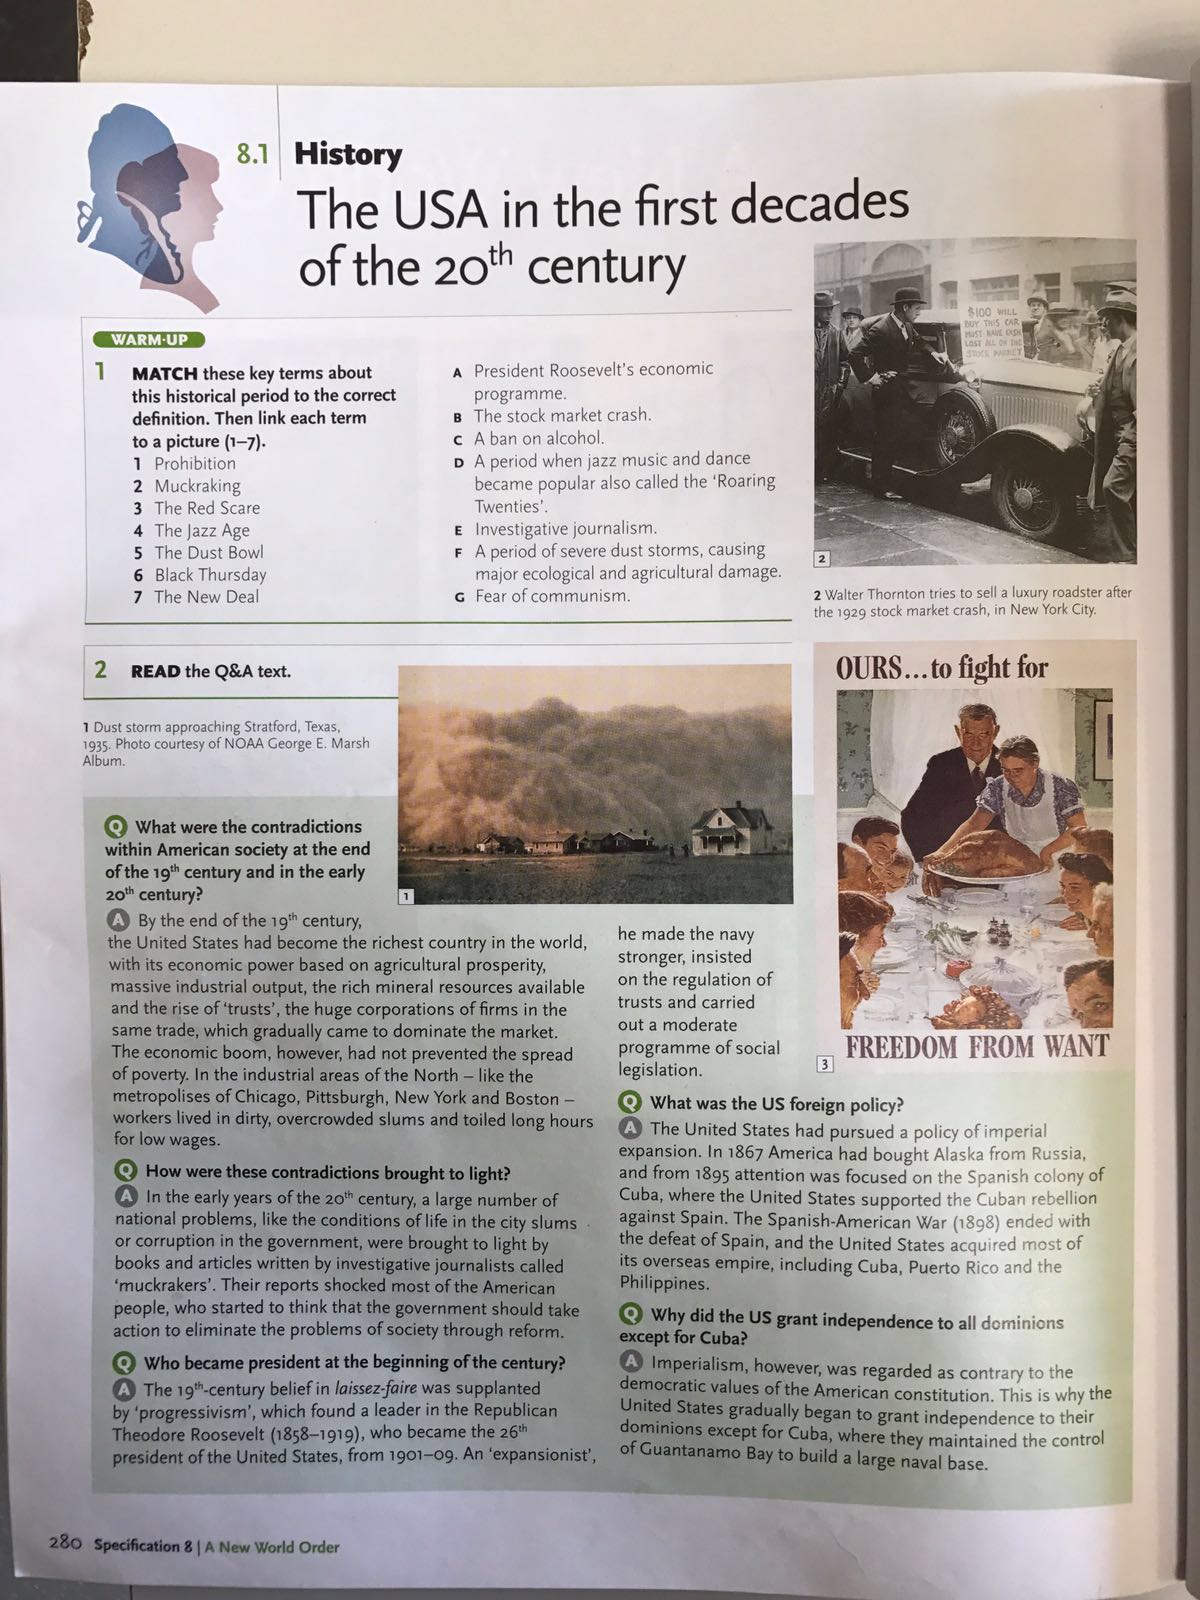 8.1 History
The USA in the first decades
of the 20th century
WARM-UP
1 MATCH these key terms about
this historical period to the correct
definition. Then link each term
to a picture (1–7).
1 Prohibition
2 Muckraking
3 The Red Scare
4 The Jazz Age
5 The Dust Bowl
6 Black Thursday
7 The New Deal
A President Roosevelt's economic
programme.
B The stock market crash.
C A ban on alcohol.
D A period when jazz music and dance
became popular also called the 'Roaring
Twenties'.
E Investigative journalism.
F A period of severe dust storms, causing
major ecological and agricultural damage.
G Fear of communism.
$100 WILL
BUY THIS CAR
MUST HAVE CASH
LOST ALL ON THE
STOCK MARKET
2
2 Walter Thornton tries to sell a luxury roadster after
the 1929 stock market crash, in New York City.
2 READ the Q&A text.
1 Dust storm approaching Stratford, Texas,
1935. Photo courtesy of NOAA George E. Marsh
Album.
1
OURS...to fight for
FREEDOM FROM WANT
3
Q What were the contradictions
within American society at the end
of the 19th century and in the early
20th century?
A By the end of the 19th century,
the United States had become the richest country in the world,
with its economic power based on agricultural prosperity,
massive industrial output, the rich mineral resources available
and the rise of 'trusts', the huge corporations of firms in the
same trade, which gradually came to dominate the market.
The economic boom, however, had not prevented the spread
of poverty. In the industrial areas of the North – like the
metropolises of Chicago, Pittsburgh, New York and Boston –
workers lived in dirty, overcrowded slums and toiled long hours
for low wages.
Q How were these contradictions brought to light?
A In the early years of the 20th century, a large number of
national problems, like the conditions of life in the city slums
or corruption in the government, were brought to light by
books and articles written by investigative journalists called
'muckrakers'. Their reports shocked most of the American
people, who started to think that the government should take
action to eliminate the problems of society through reform.
Q Who became president at the beginning of the century?
A The 19th-century belief in laissez-faire was supplanted
by 'progressivism', which found a leader in the Republican
Theodore Roosevelt (1858–1919), who became the 26th
president of the United States, from 1901–09. An 'expansionist',
he made the navy
stronger, insisted
on the regulation of
trusts and carried
out a moderate
programme of social
legislation.
Q What was the US foreign policy?
A The United States had pursued a policy of imperial
expansion. In 1867 America had bought Alaska from Russia,
and from 1895 attention was focused on the Spanish colony of
Cuba, where the United States supported the Cuban rebellion
against Spain. The Spanish-American War (1898) ended with
the defeat of Spain, and the United States acquired most of
its overseas empire, including Cuba, Puerto Rico and the
Philippines.
Q Why did the US grant independence to all dominions
except for Cuba?
A Imperialism, however, was regarded as contrary to the
democratic values of the American constitution. This is why the
United States gradually began to grant independence to their
dominions except for Cuba, where they maintained the control
of Guantanamo Bay to build a large naval base.
280 Specification 8 | A New World Order